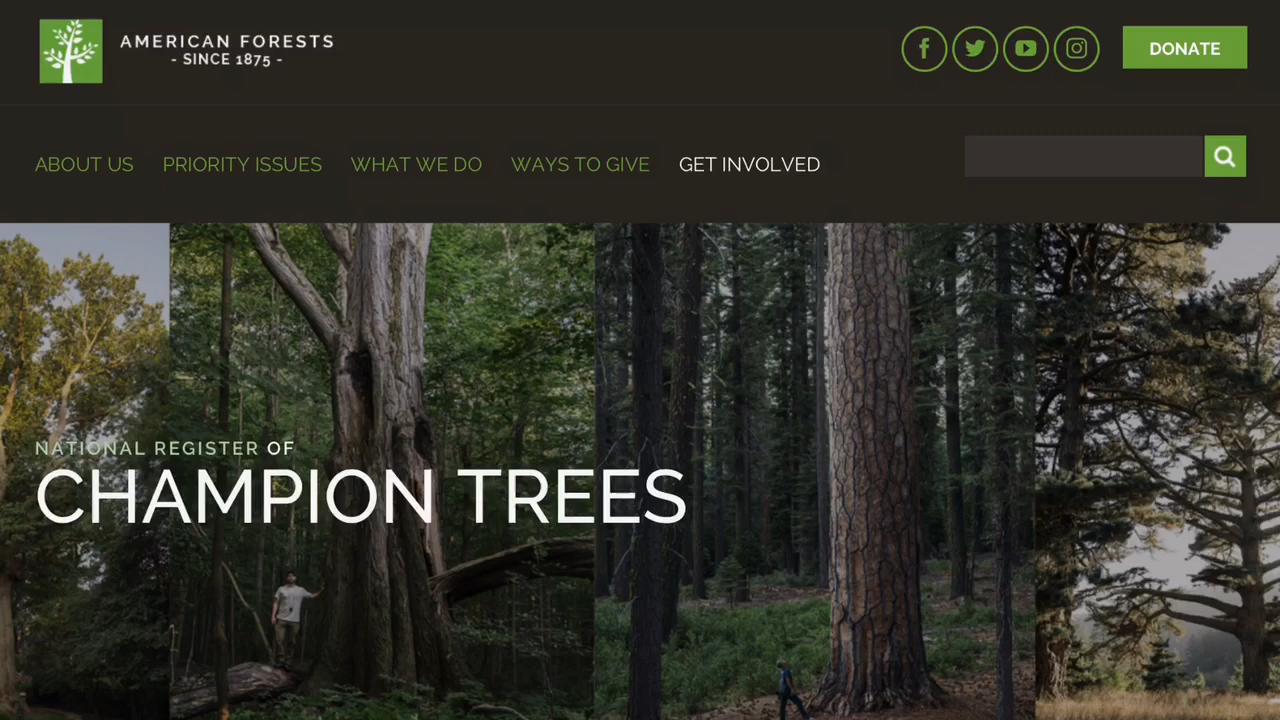 AMERICAN FORESTS
- SINCE 1875 -
DONATE
ABOUT US
PRIORITY ISSUES
WHAT WE DO
WAYS TO GIVE
GET INVOLVED
NATIONAL REGISTER OF
CHAMPION TREES